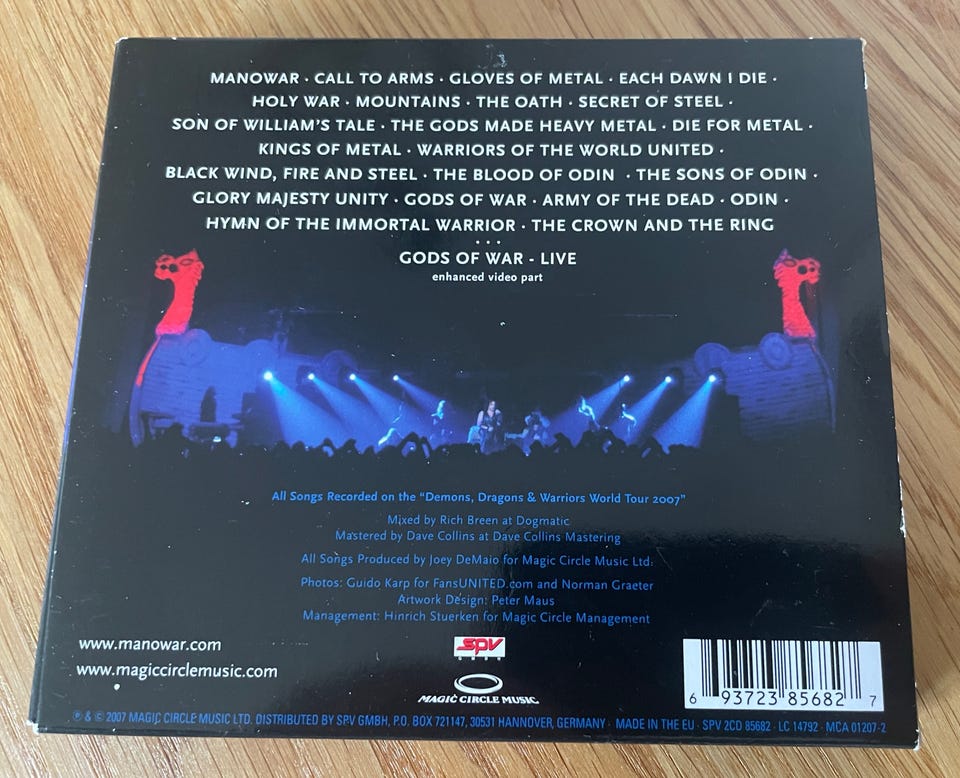 MANOWAR · CALL TO ARMS · GLOVES OF METAL · EACH DAWN I DIE ·
HOLY WAR · MOUNTAINS · THE OATH · SECRET OF STEEL ·
SON OF WILLIAM'S TALE · THE GODS MADE HEAVY METAL · DIE FOR METAL ·
KINGS OF METAL · WARRIORS OF THE WORLD UNITED ·
BLACK WIND, FIRE AND STEEL · THE BLOOD OF ODIN · THE SONS OF ODIN ·
GLORY MAJESTY UNITY · GODS OF WAR · ARMY OF THE DEAD · ODIN ·
HYMN OF THE IMMORTAL WARRIOR · THE CROWN AND THE RING
...
GODS OF WAR - LIVE
enhanced video part
All Songs Recorded on the "Demons, Dragons & Warriors World Tour 2007"
Mixed by Rich Breen at Dogmatic
Mastered by Dave Collins at Dave Collins Mastering
All Songs Produced by Joey DeMaio for Magic Circle Music Ltd.
Photos: Guido Karp for FansUNITED.com and Norman Graeter
Artwork Design: Peter Maus
Management: Hinrich Stuerken for Magic Circle Management
www.manowar.com
www.magiccirclemusic.com
spv
MAGIC CIRCLE MUSIC
6 93723 85682 7
℗ & © 2007 MAGIC CIRCLE MUSIC LTD. DISTRIBUTED BY SPV GMBH, P.O. BOX 721147, 30531 HANNOVER, GERMANY · MADE IN THE EU · SPV 2CD 85682 · LC 14792 · MCA 01207-2